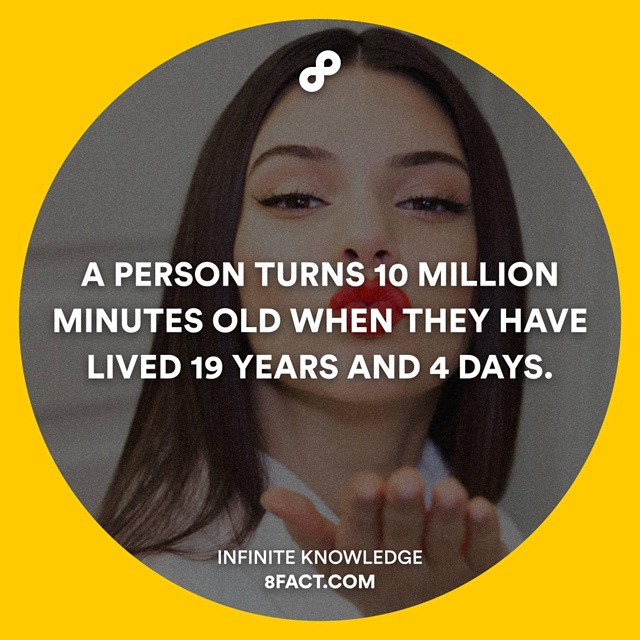 A PERSON TURNS 10 MILLION
MINUTES OLD WHEN THEY HAVE
LIVED 19 YEARS AND 4 DAYS.
INFINITE KNOWLEDGE
8FACT.COM